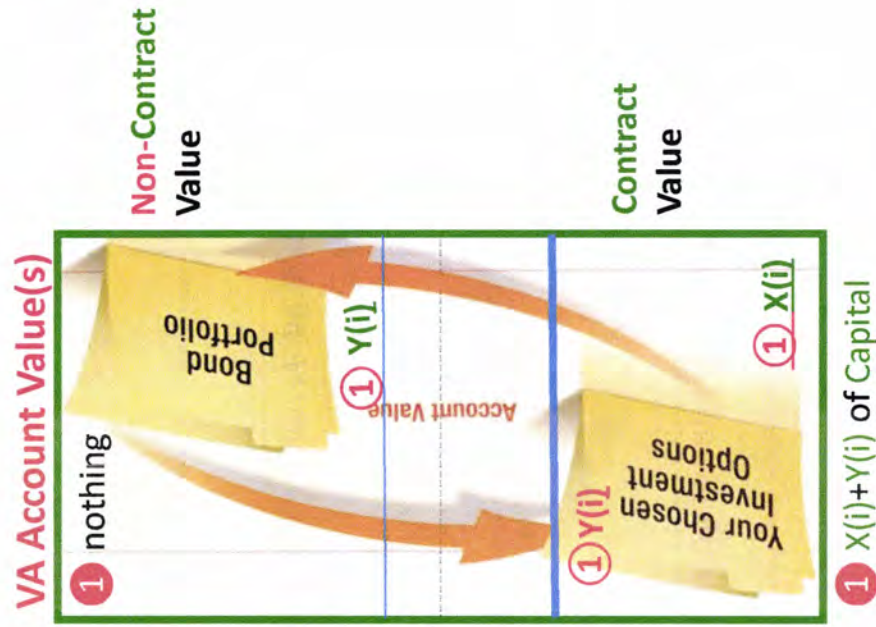 VA Account Value(s)
1 nothing
Bond
Portfolio
Non-Contract
Value
1 Y(i)
Account Value
1 Y(i)
Your Chosen
Investment
Options
1 X(i)
Contract
Value
1 X(i)+Y(i) of Capital